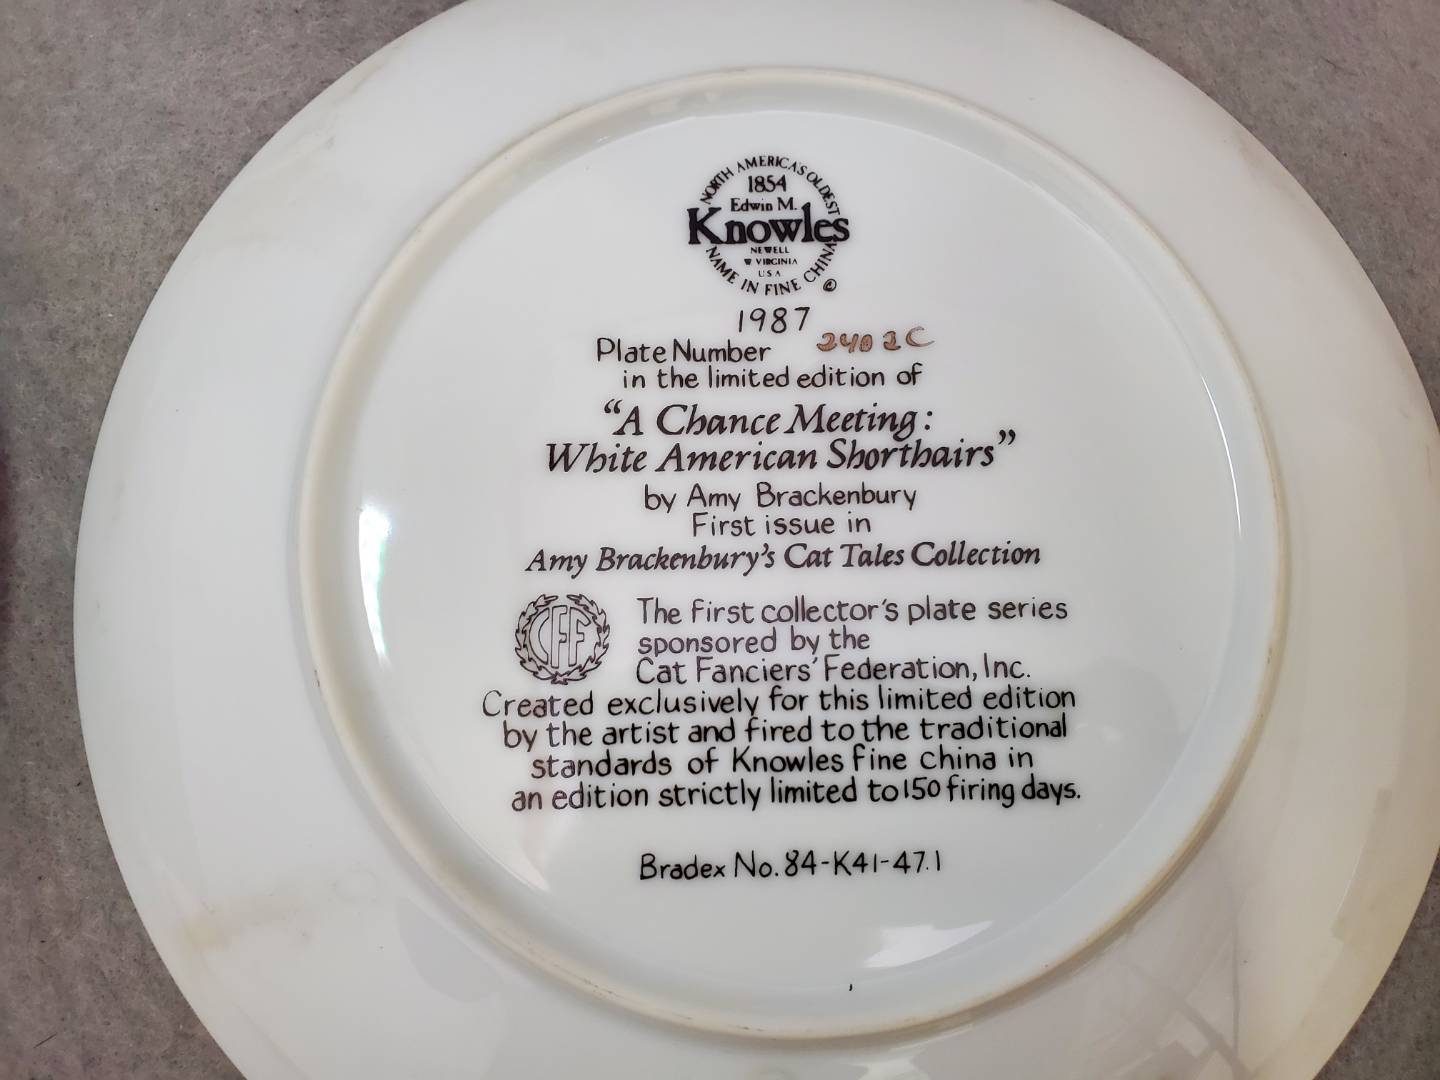 NORTH AMERICA'S OLDEST
1854
Edwin M.
Knowles
NEWELL
W VIRGINIA
USA
NAME IN FINE CHINA ©
1987
Plate Number 2402C
in the limited edition of
“A Chance Meeting:
White American Shorthairs”
by Amy Brackenbury
First issue in
Amy Brackenbury's Cat Tales Collection
CFF
The first collector's plate series
sponsored by the
Cat Fanciers' Federation, Inc.
Created exclusively for this limited edition
by the artist and fired to the traditional
standards of Knowles fine china in
an edition strictly limited to 150 firing days.
Bradex No. 84-K41-47.1